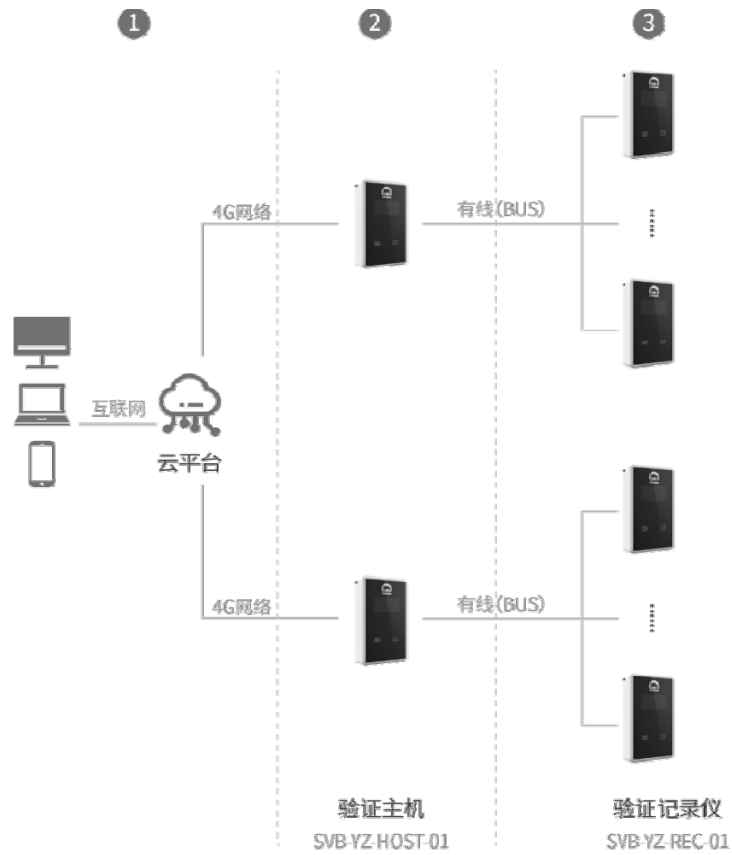 1
2
3
4G网络
有线(BUS)
互联网
云平台
4G网络
有线(BUS)
验证主机
验证记录仪
SVB-YZ-HOST-01
SVB-YZ-REC-01